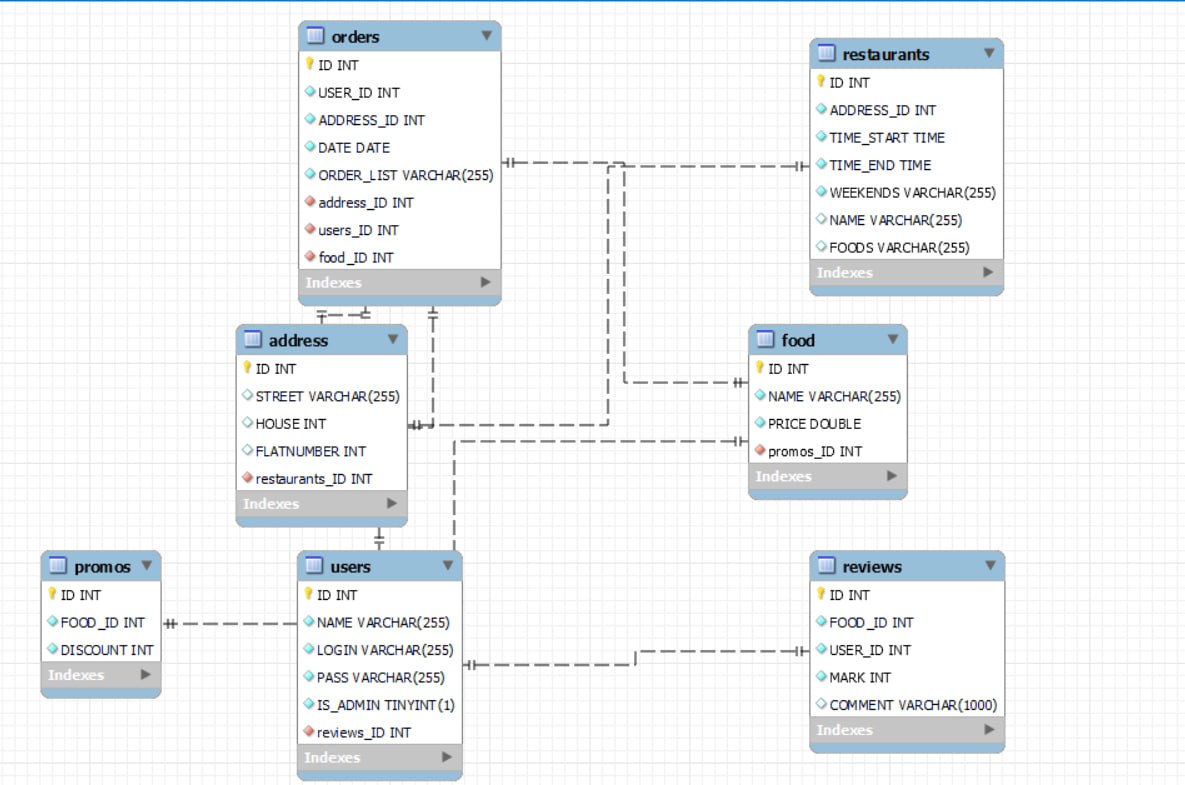 orders
ID INT
USER_ID INT
ADDRESS_ID INT
DATE DATE
ORDER_LIST VARCHAR(255)
address_ID INT
users_ID INT
food_ID INT
Indexes
restaurants
ID INT
ADDRESS_ID INT
TIME_START TIME
TIME_END TIME
WEEKENDS VARCHAR(255)
NAME VARCHAR(255)
FOODS VARCHAR(255)
Indexes
address
ID INT
STREET VARCHAR(255)
HOUSE INT
FLATNUMBER INT
restaurants_ID INT
Indexes
food
ID INT
NAME VARCHAR(255)
PRICE DOUBLE
promos_ID INT
Indexes
promos
ID INT
FOOD_ID INT
DISCOUNT INT
Indexes
users
ID INT
NAME VARCHAR(255)
LOGIN VARCHAR(255)
PASS VARCHAR(255)
IS_ADMIN TINYINT(1)
reviews_ID INT
Indexes
reviews
ID INT
FOOD_ID INT
USER_ID INT
MARK INT
COMMENT VARCHAR(1000)
Indexes